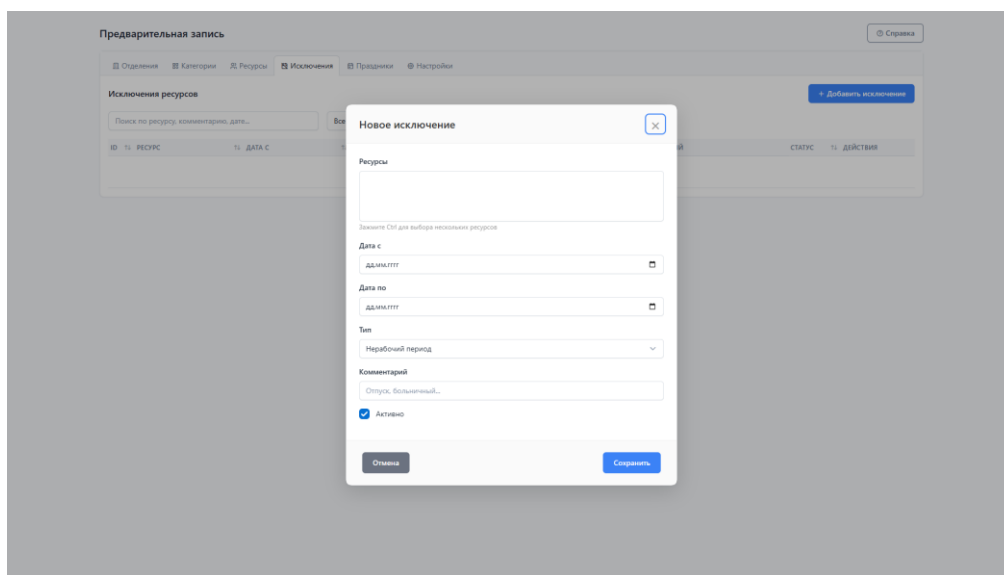 Предварительная запись
Справка
Отделения Категории Ресурсы Исключения Праздники Настройки
Исключения ресурсов
+ Добавить исключение
Поиск по ресурсу, комментарию, дате...
Все
ID РЕСУРС ДАТА С СТАТУС ДЕЙСТВИЯ
Новое исключение
Ресурсы
Зажмите Ctrl для выбора нескольких ресурсов
Дата с
дд.мм.гггг
Дата по
дд.мм.гггг
Тип
Нерабочий период
Комментарий
Отпуск, больничный...
Активно
Отмена
Сохранить